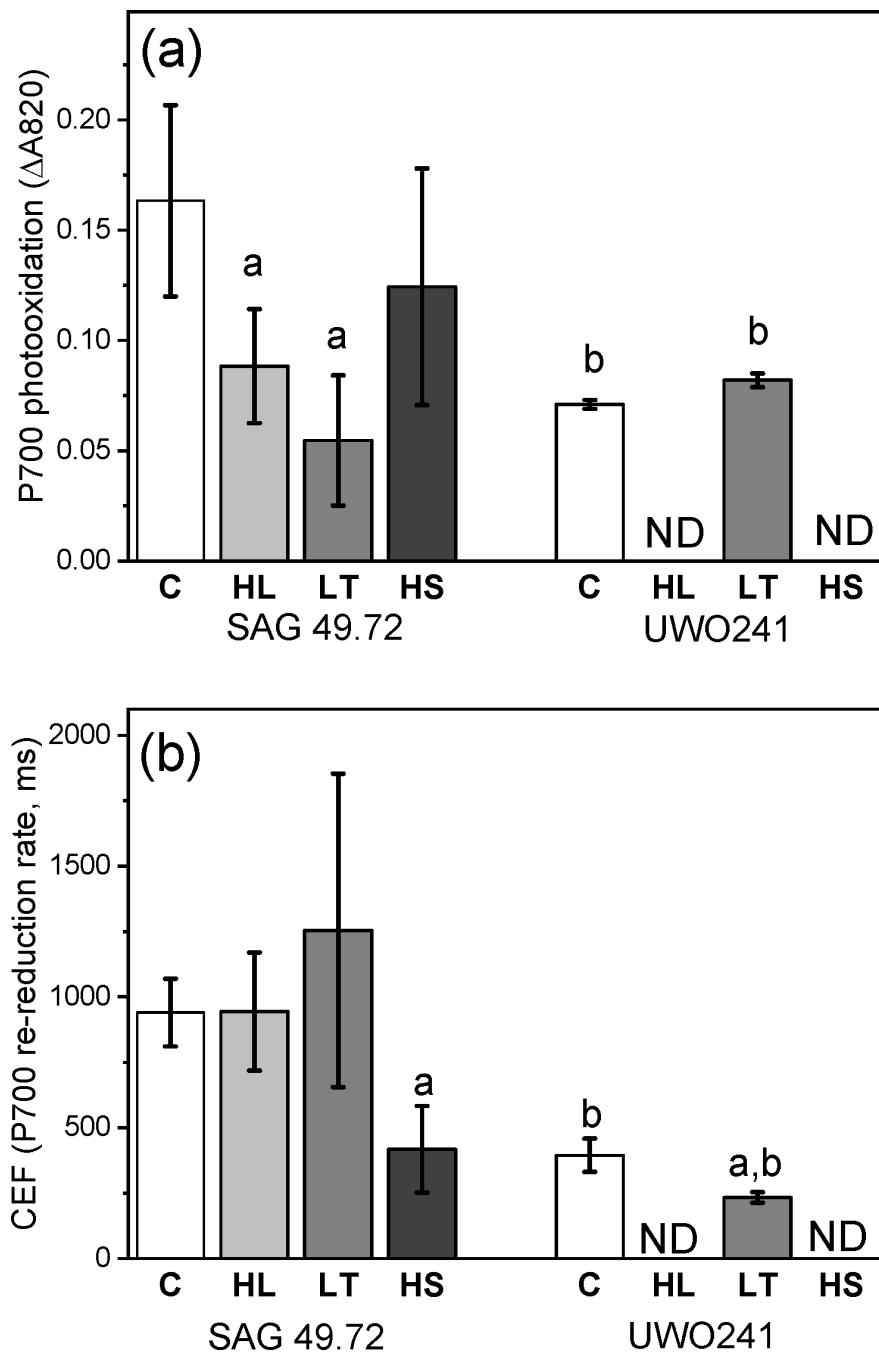 (a)
P700 photooxidation (ΔA820)
0.20
0.15
0.10
0.05
0.00
a
a
b
b
ND
ND
C HL LT HS C HL LT HS
SAG 49.72 UWO241
(b)
CEF (P700 re-reduction rate, ms)
2000
1500
1000
500
0
a
b
a,b
ND
ND
C HL LT HS C HL LT HS
SAG 49.72 UWO241